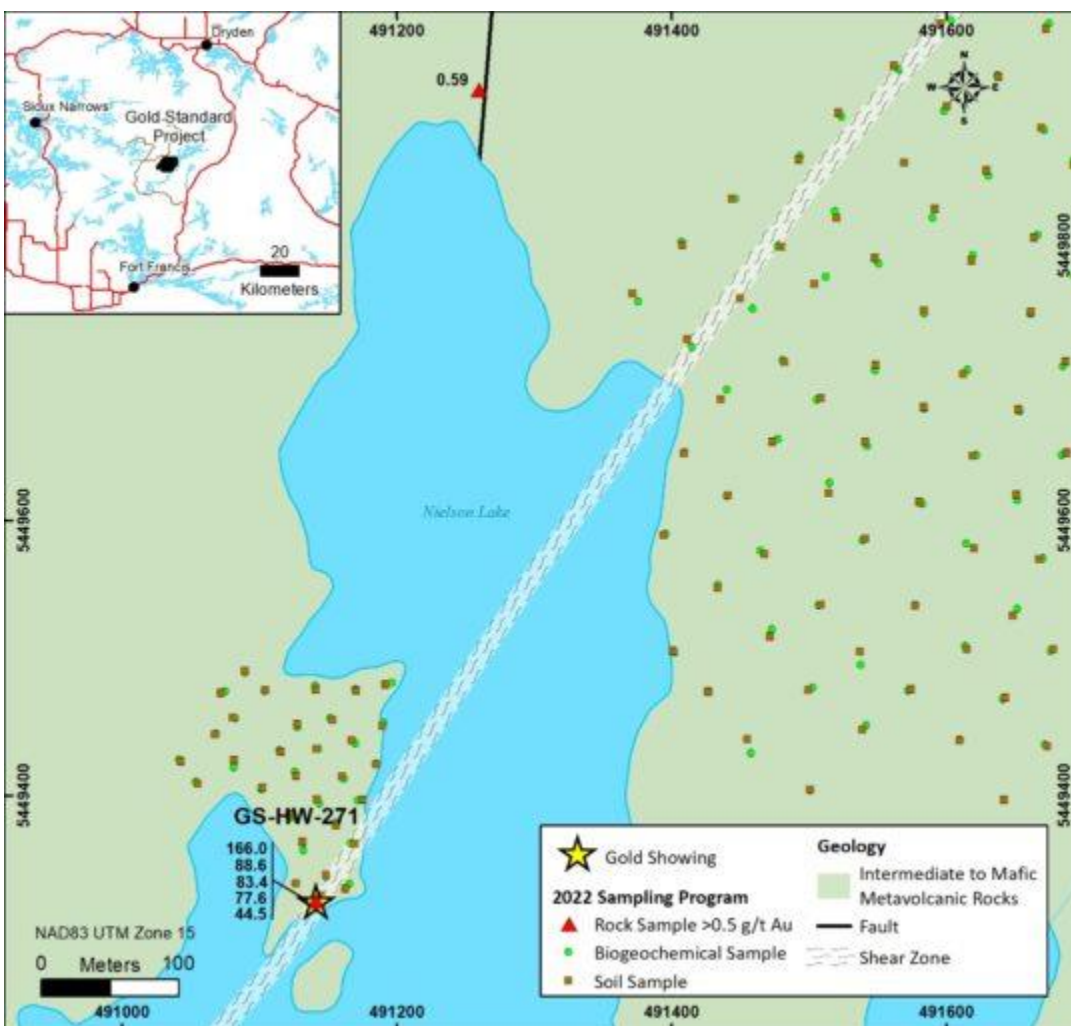 491200
491400
491600
Dryden
Sioux Narrows
Gold Standard
Project
20
Fort Francis
Kilometers
0.59
N
W
E
S
5449800
5449800
5449600
Nielson Lake
5449600
5449400
5449400
GS-HW-271
166.0
88.6
83.4
77.6
44.5
NAD83 UTM Zone 15
0 Meters 100
Gold Showing
2022 Sampling Program
Rock Sample >0.5 g/t Au
Biogeochemical Sample
Soil Sample
Geology
Intermediate to Mafic
Metavolcanic Rocks
Fault
Shear Zone
491000
491200
491400
491600